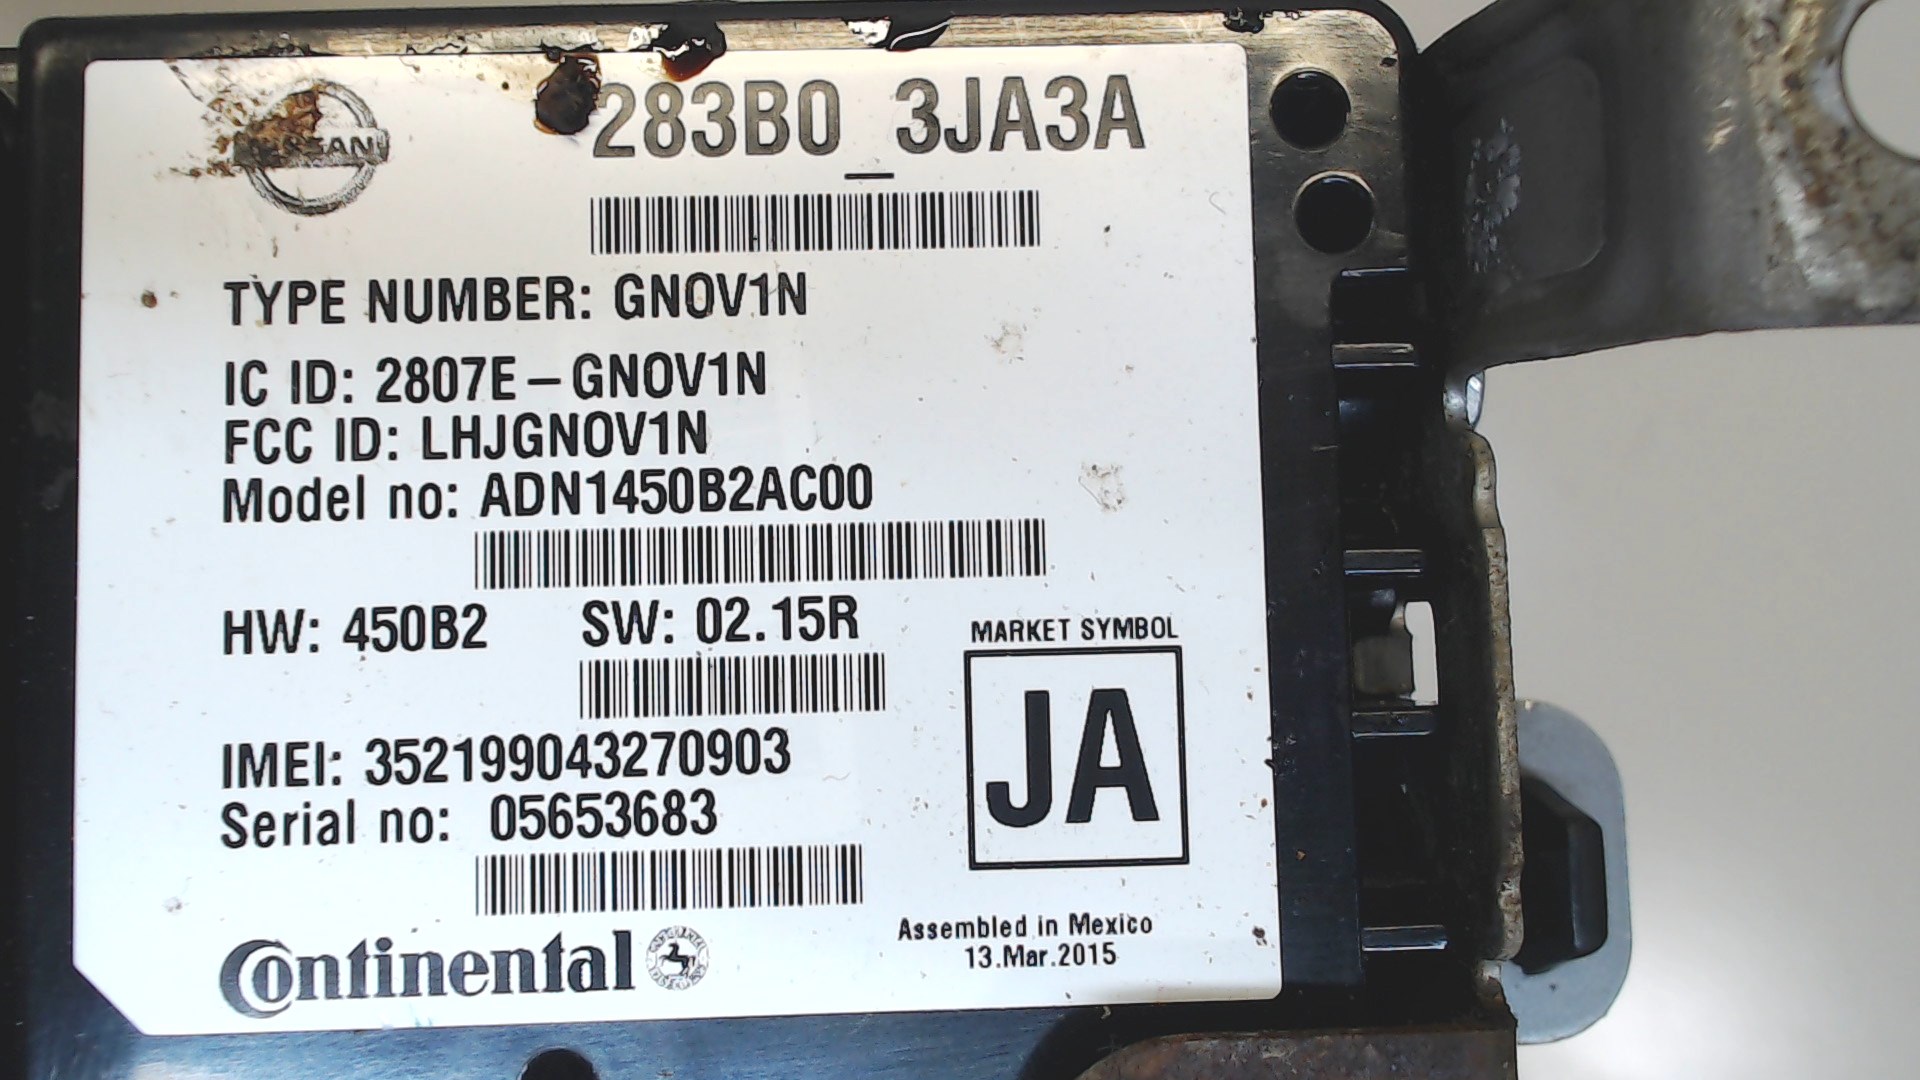 283B0 3JA3A
NISSAN
TYPE NUMBER: GNOV1N
IC ID: 2807E-GNOV1N
FCC ID: LHJGNOV1N
Model no: ADN1450B2AC00
HW: 450B2 SW: 02.15R
MARKET SYMBOL
JA
IMEI: 352199043270903
Serial no: 05653683
Continental
Assembled in Mexico
13.Mar.2015